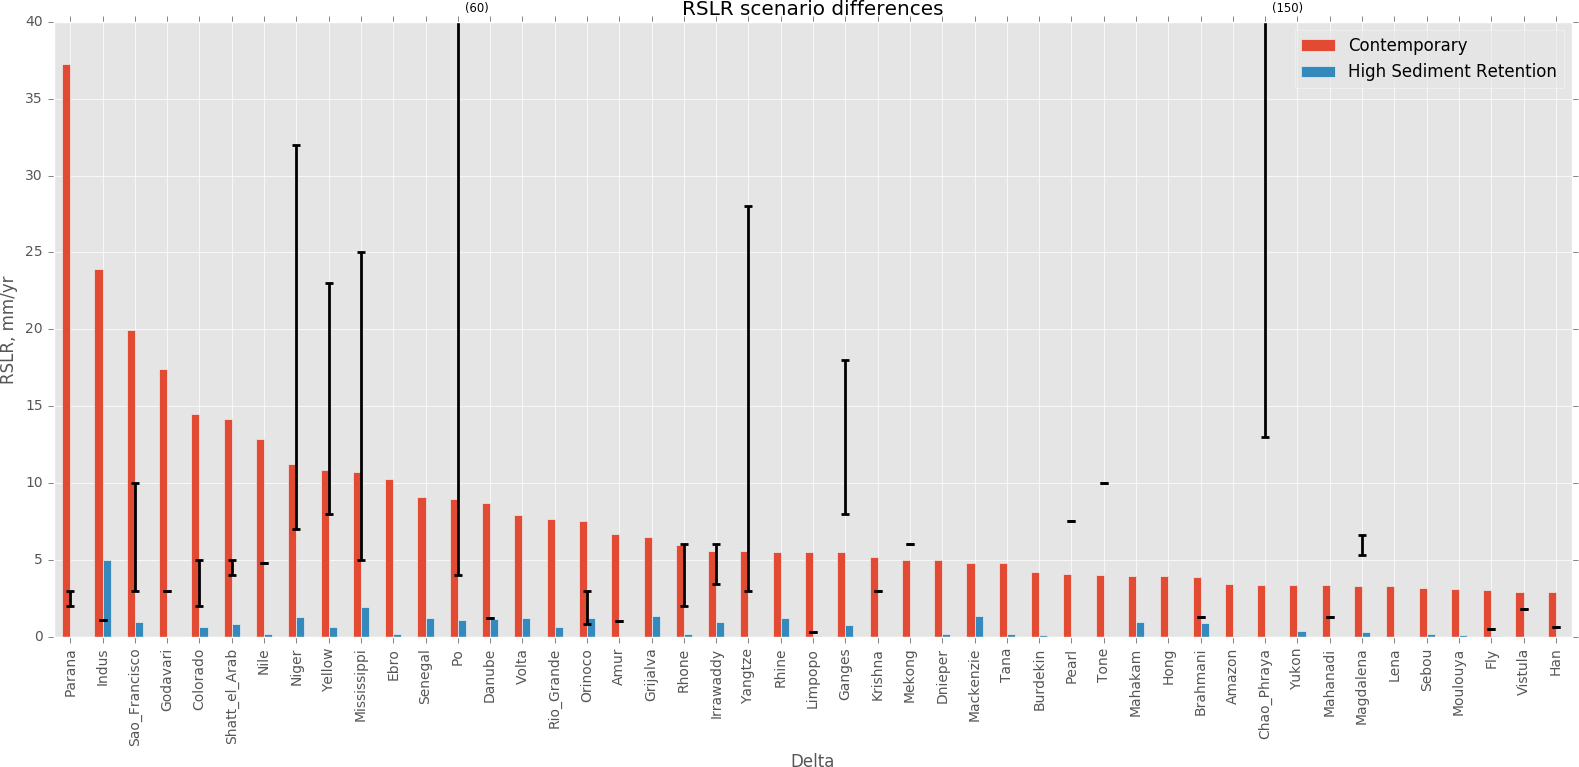 RSLR scenario differences
(60)
(150)
Contemporary
High Sediment Retention
RSLR, mm/yr
40
35
30
25
20
15
10
5
0
Parana
Indus
Sao_Francisco
Godavari
Colorado
Shatt_el_Arab
Nile
Niger
Yellow
Mississippi
Ebro
Senegal
Po
Danube
Volta
Rio_Grande
Orinoco
Amur
Grijalva
Rhone
Irrawaddy
Yangtze
Rhine
Limpopo
Ganges
Krishna
Mekong
Dnieper
Mackenzie
Tana
Burdekin
Pearl
Tone
Mahakam
Hong
Brahmani
Amazon
Chao_Phraya
Yukon
Mahanadi
Magdalena
Lena
Sebou
Moulouya
Fly
Vistula
Han
Delta